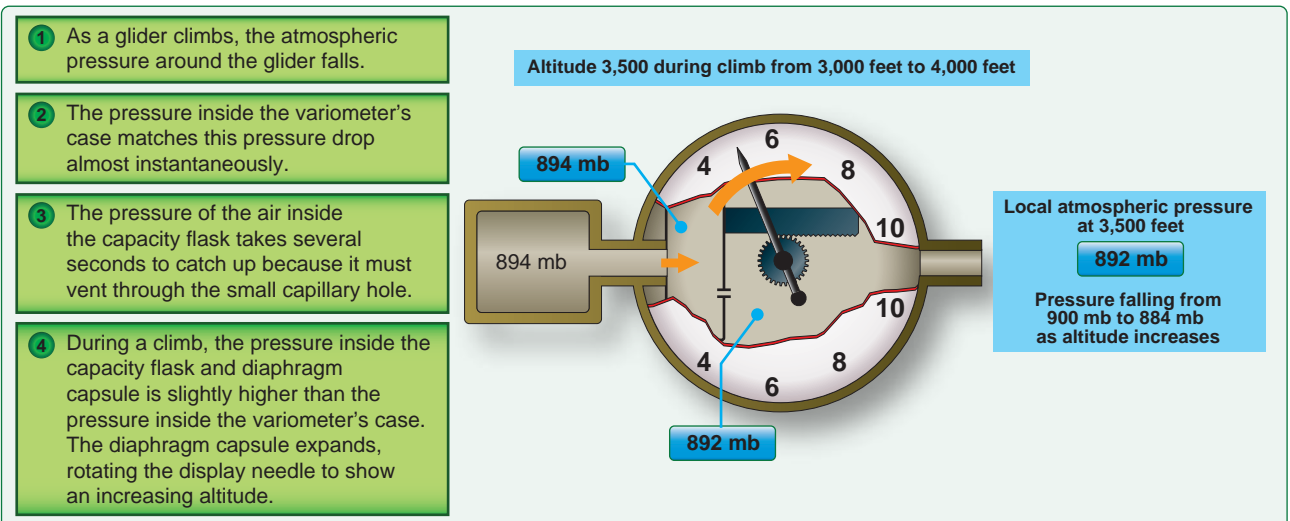 1 As a glider climbs, the atmospheric
pressure around the glider falls.
2 The pressure inside the variometer's
case matches this pressure drop
almost instantaneously.
3 The pressure of the air inside
the capacity flask takes several
seconds to catch up because it must
vent through the small capillary hole.
4 During a climb, the pressure inside the
capacity flask and diaphragm
capsule is slightly higher than the
pressure inside the variometer's case.
The diaphragm capsule expands,
rotating the display needle to show
an increasing altitude.
Altitude 3,500 during climb from 3,000 feet to 4,000 feet
894 mb
894 mb
4
6
8
10
10
8
6
4
892 mb
Local atmospheric pressure
at 3,500 feet
892 mb
Pressure falling from
900 mb to 884 mb
as altitude increases